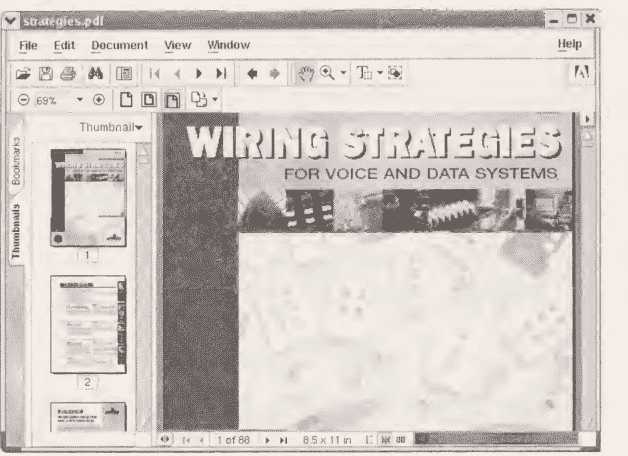 strategies.pdf
File Edit Document View Window Help
69%
Bookmarks
Thumbnails
Thumbnail
1
2
WIRING STRATEGIES
FOR VOICE AND DATA SYSTEMS
1 of 88 8.5 x 11 in